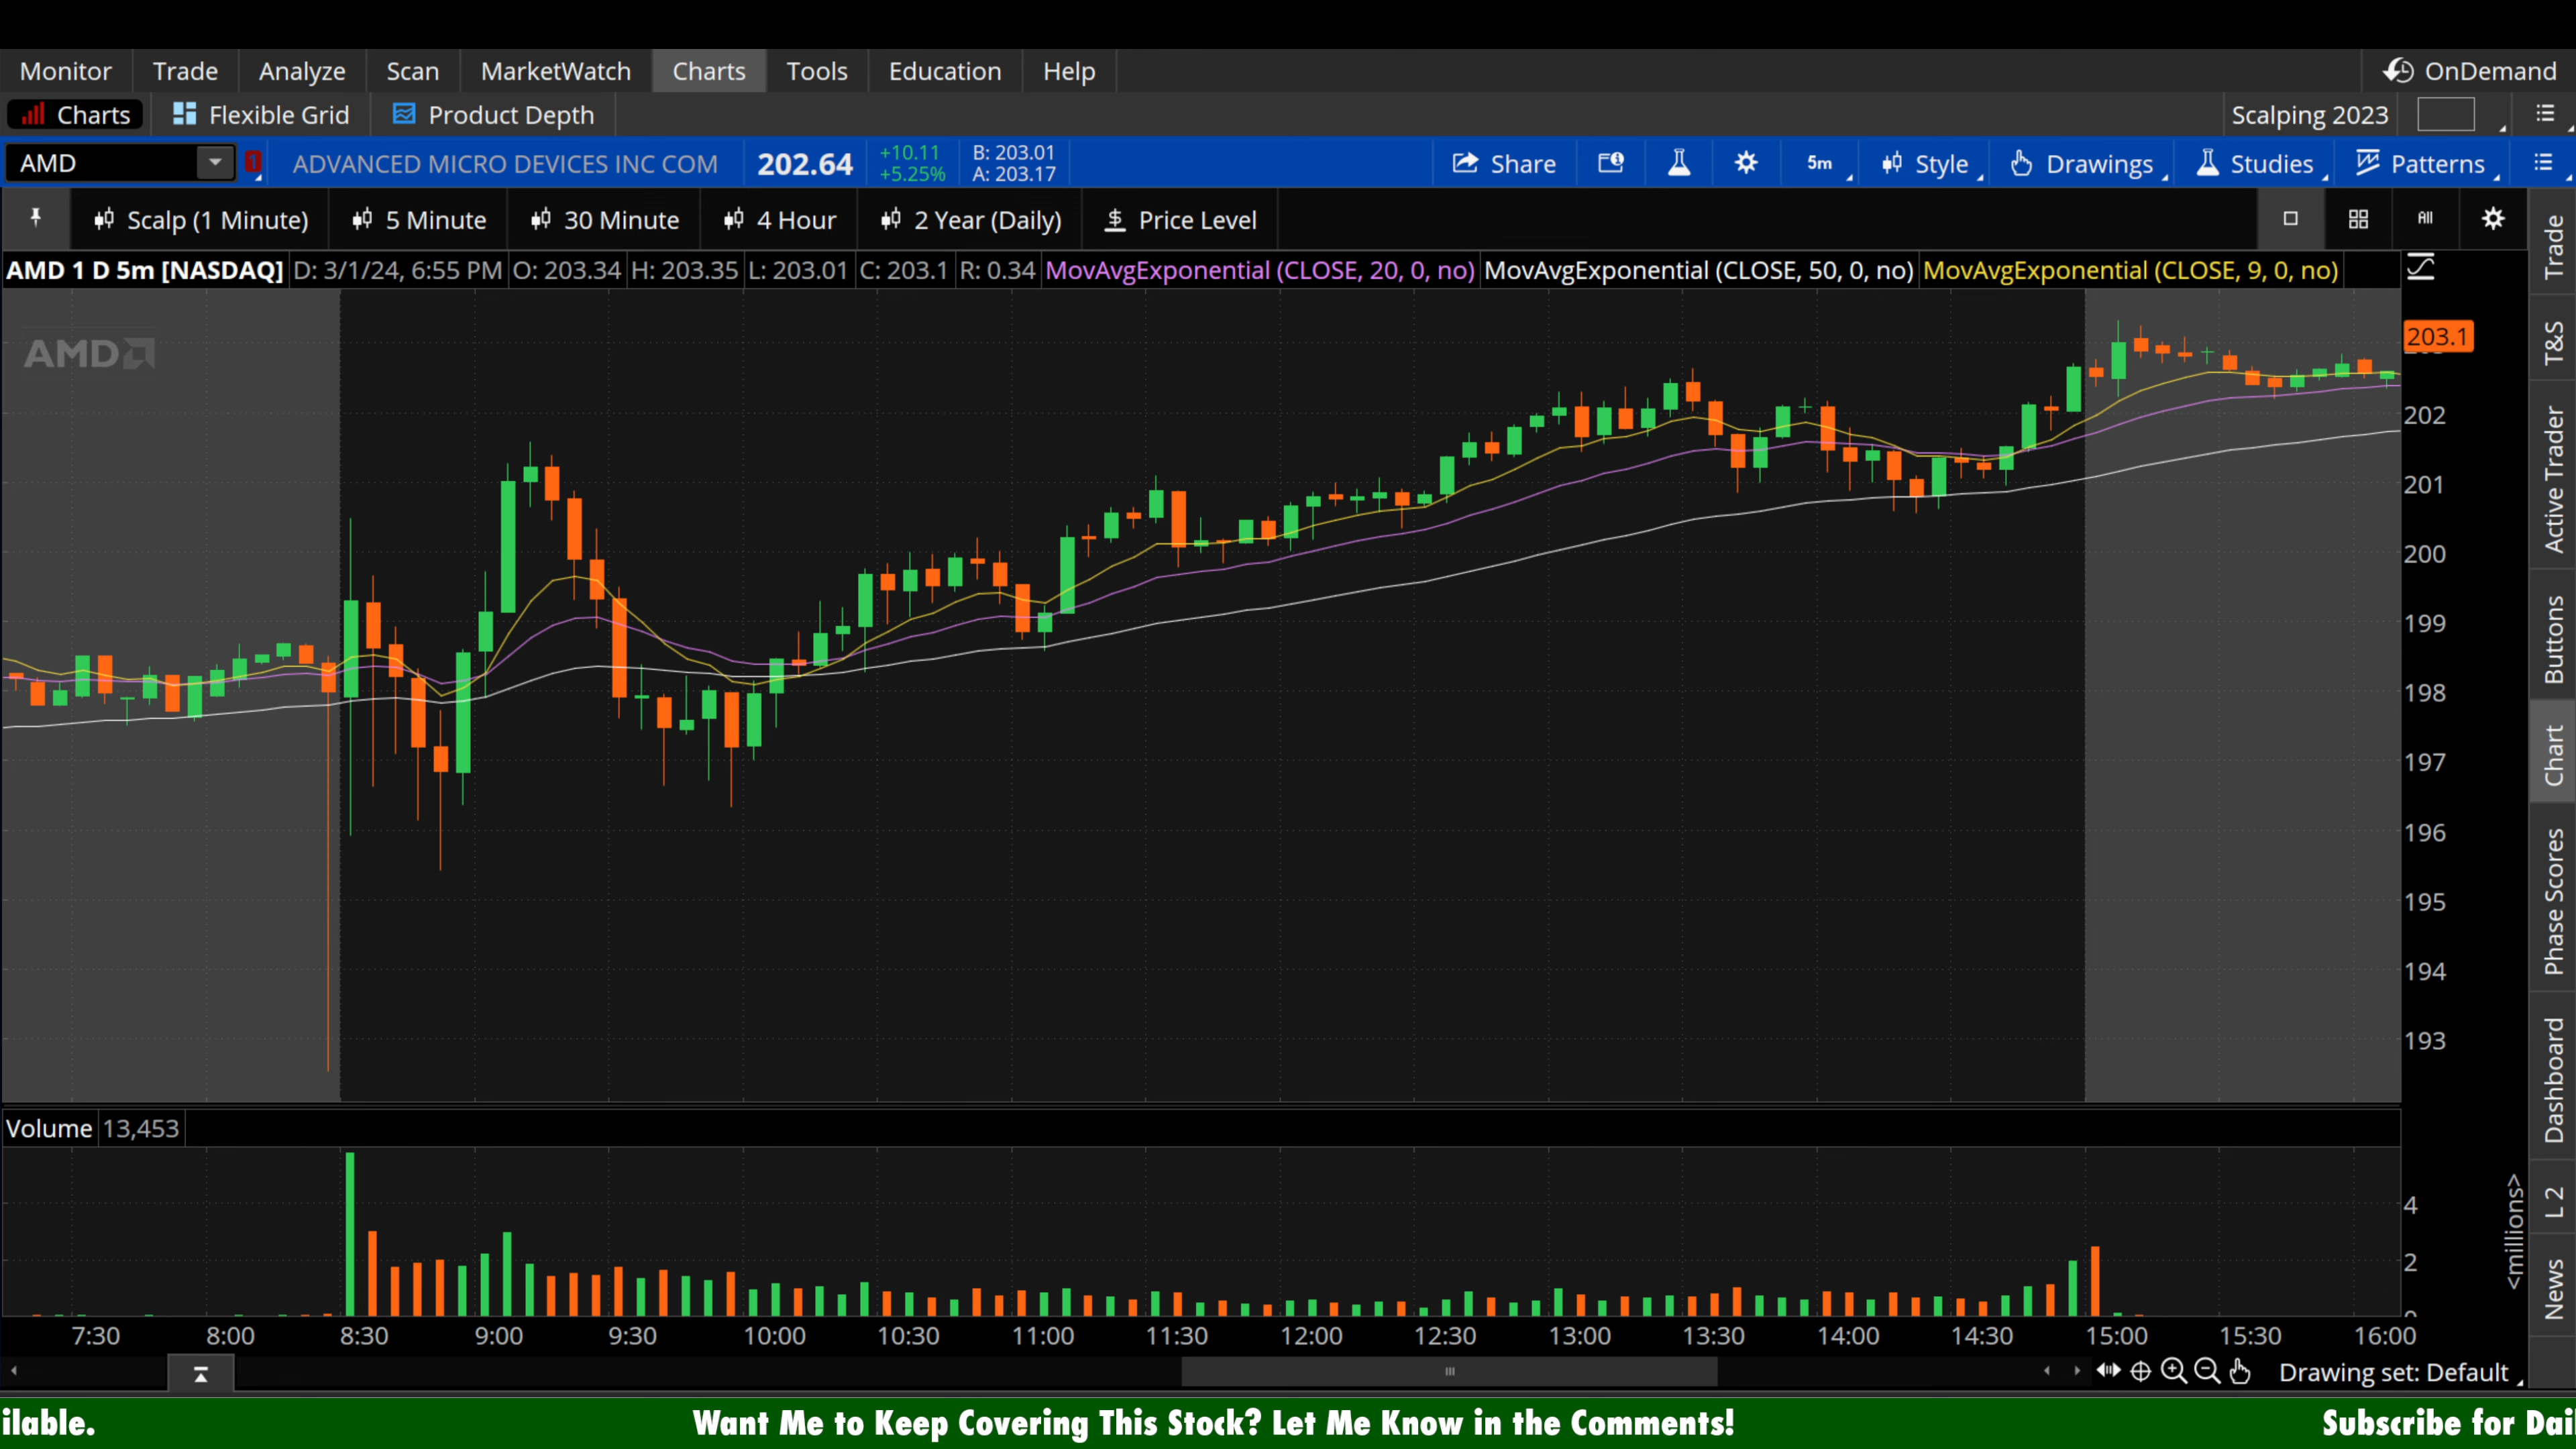 Monitor Trade Analyze Scan MarketWatch Charts Tools Education Help OnDemand
Charts Flexible Grid Product Depth Scalping 2023
AMD 1 ADVANCED MICRO DEVICES INC COM 202.64 +10.11 +5.25% B: 203.01 A: 203.17 Share 5m Style Drawings Studies Patterns
Scalp (1 Minute) 5 Minute 30 Minute 4 Hour 2 Year (Daily) $ Price Level All
AMD 1 D 5m [NASDAQ] D: 3/1/24, 6:55 PM O: 203.34 H: 203.35 L: 203.01 C: 203.1 R: 0.34 MovAvgExponential (CLOSE, 20, 0, no) MovAvgExponential (CLOSE, 50, 0, no) MovAvgExponential (CLOSE, 9, 0, no)
AMD
203.1
202
201
200
199
198
197
196
195
194
193
Volume 13,453
4
2
<millions>
7:30 8:00 8:30 9:00 9:30 10:00 10:30 11:00 11:30 12:00 12:30 13:00 13:30 14:00 14:30 15:00 15:30 16:00
Drawing set: Default
Trade
T&S
Active Trader
Buttons
Chart
Phase Scores
Dashboard
L 2
News
ilable. Want Me to Keep Covering This Stock? Let Me Know in the Comments! Subscribe for Dai